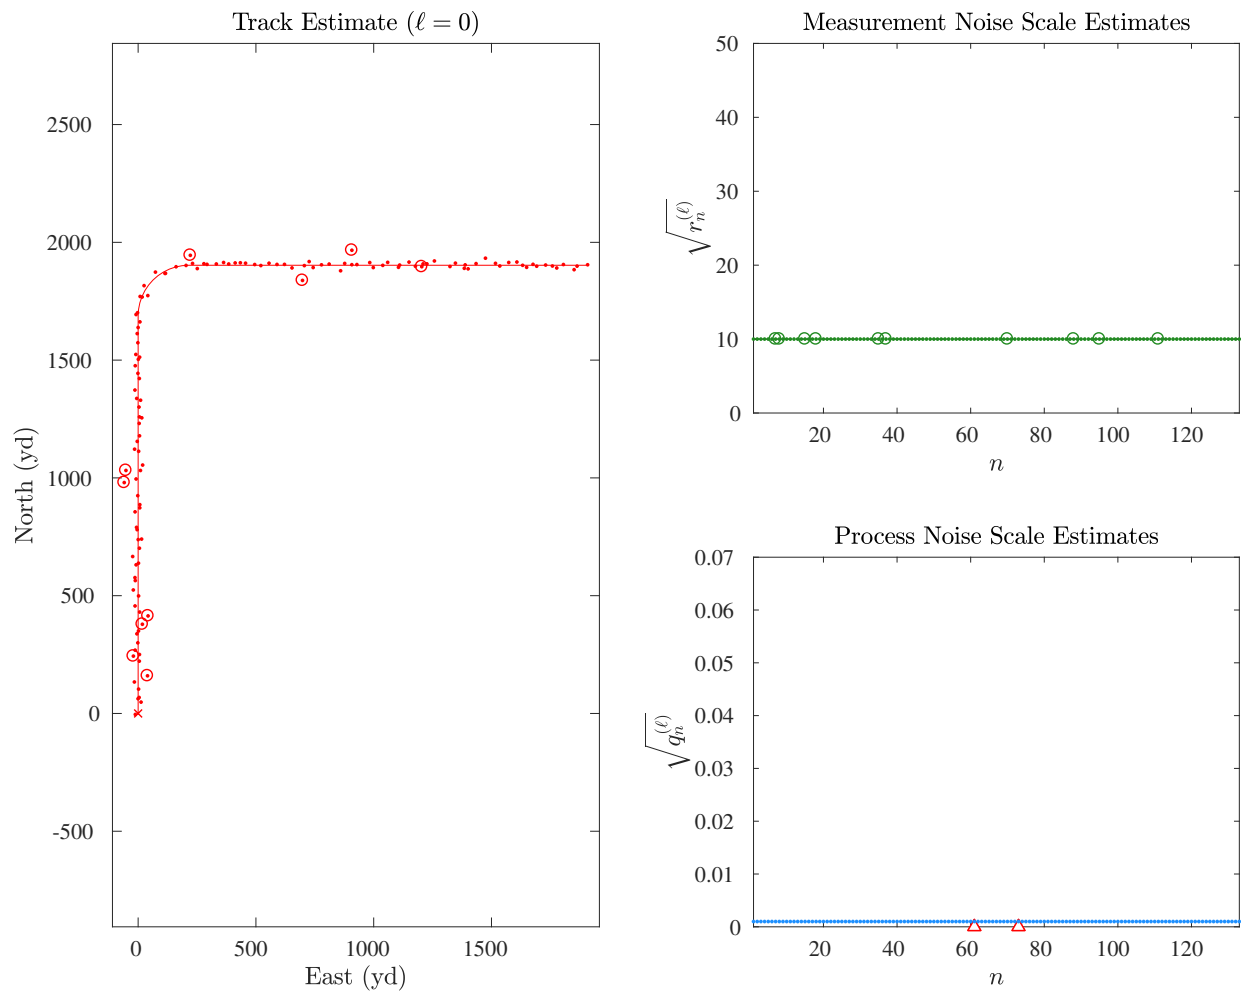 Track Estimate (ℓ = 0)
2500
2000
1500
1000
500
0
-500
0 500 1000 1500
East (yd)
North (yd)
Measurement Noise Scale Estimates
50
40
30
20
10
0
20 40 60 80 100 120
n
√r_n^(ℓ)
Process Noise Scale Estimates
0.07
0.06
0.05
0.04
0.03
0.02
0.01
0
20 40 60 80 100 120
n
√q_n^(ℓ)